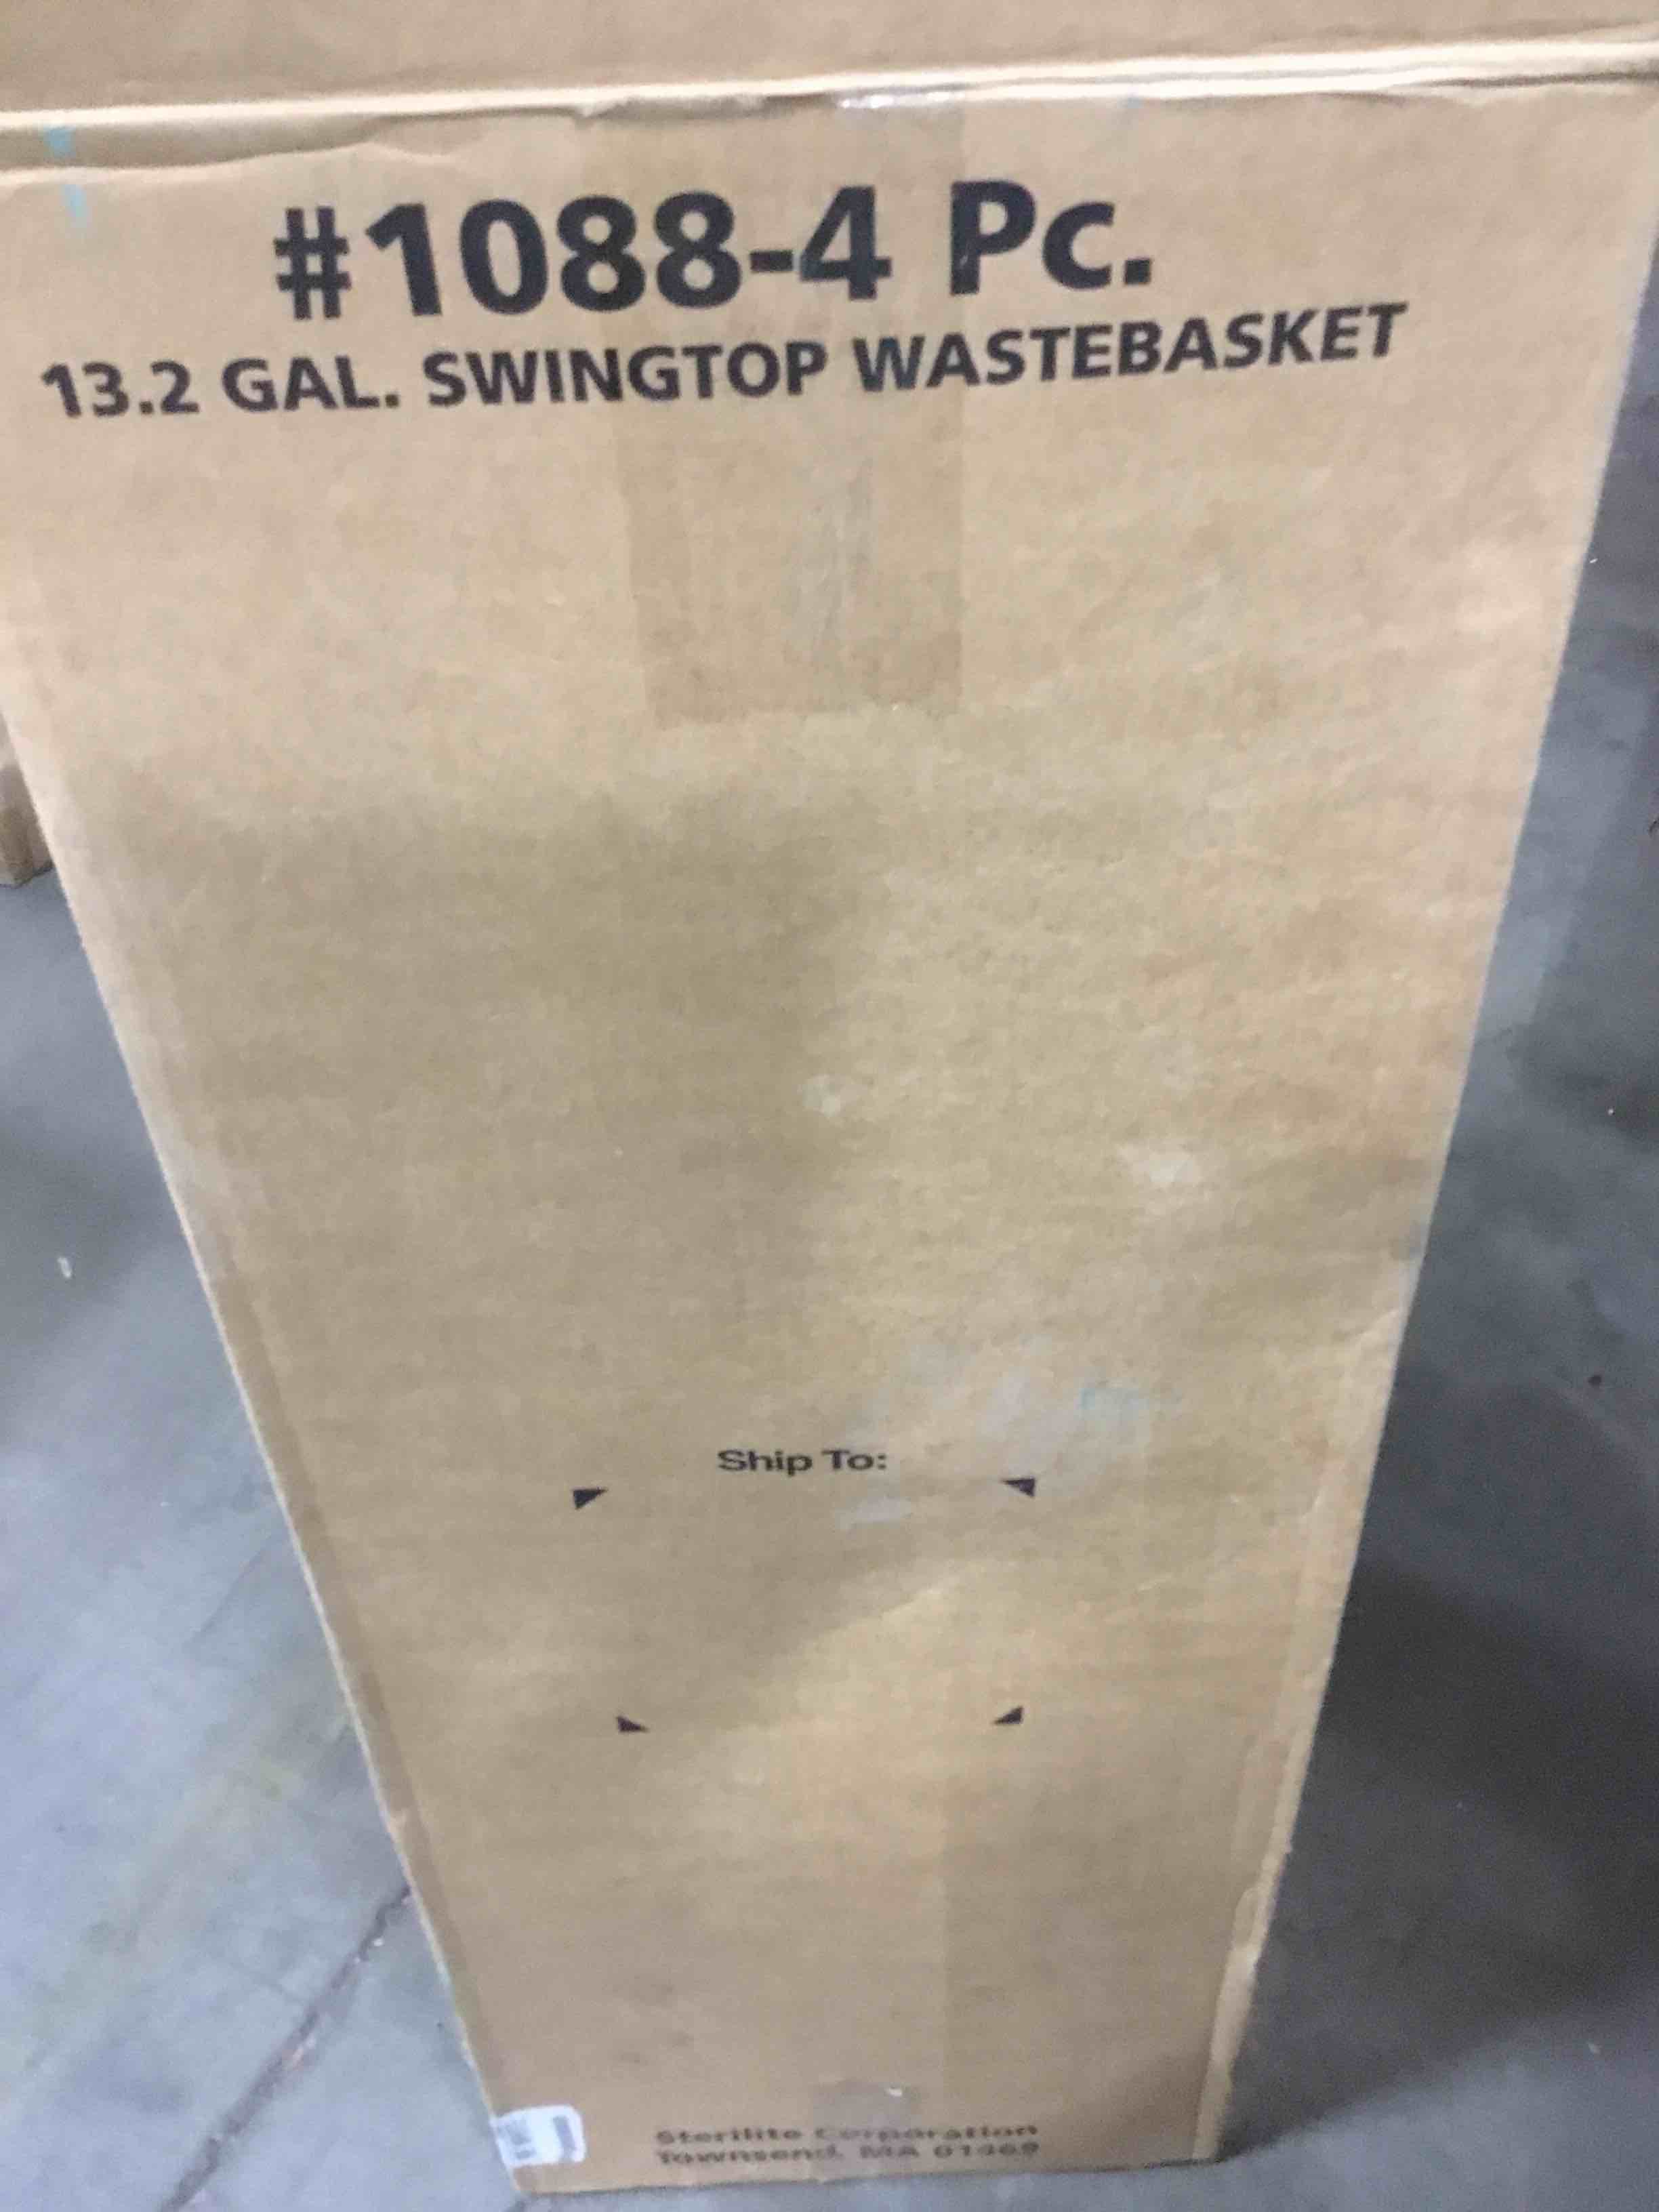 #1088-4 Pc.
13.2 GAL. SWINGTOP WASTEBASKET
Ship To:
Sterilite Corporation
Townsend, MA 01469